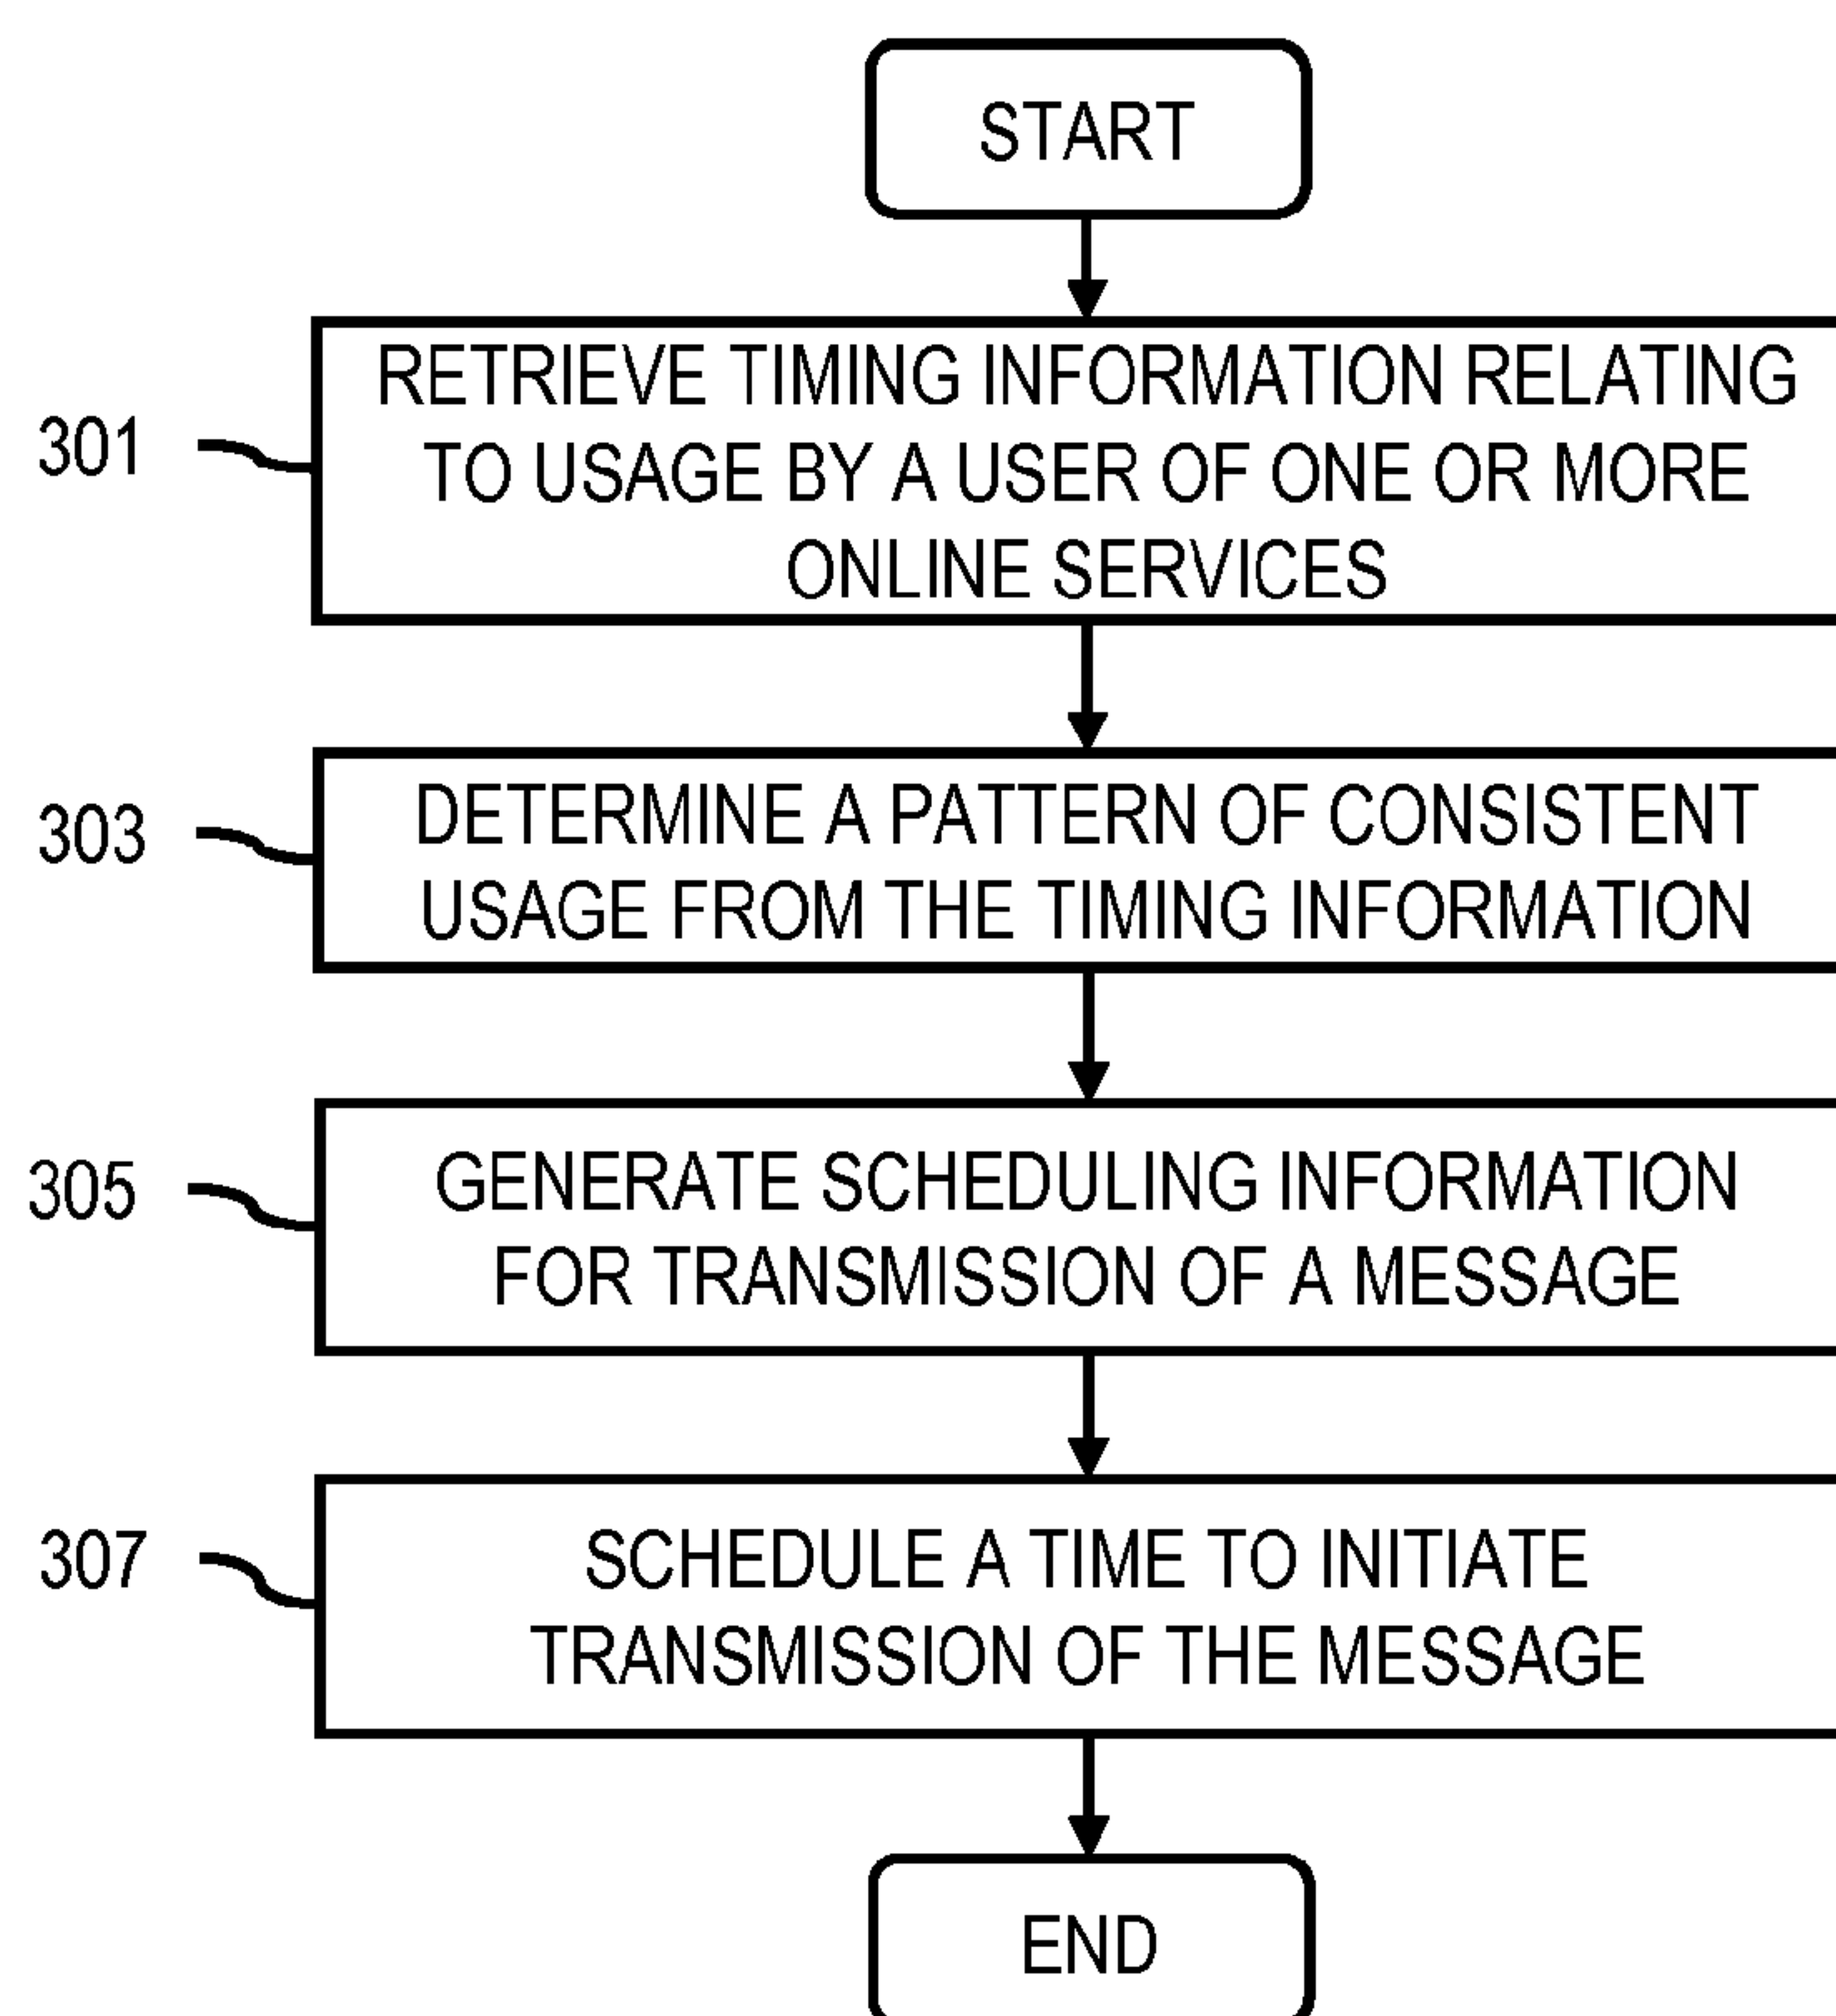 START
301
RETRIEVE TIMING INFORMATION RELATING
TO USAGE BY A USER OF ONE OR MORE
ONLINE SERVICES
303
DETERMINE A PATTERN OF CONSISTENT
USAGE FROM THE TIMING INFORMATION
305
GENERATE SCHEDULING INFORMATION
FOR TRANSMISSION OF A MESSAGE
307
SCHEDULE A TIME TO INITIATE
TRANSMISSION OF THE MESSAGE
END